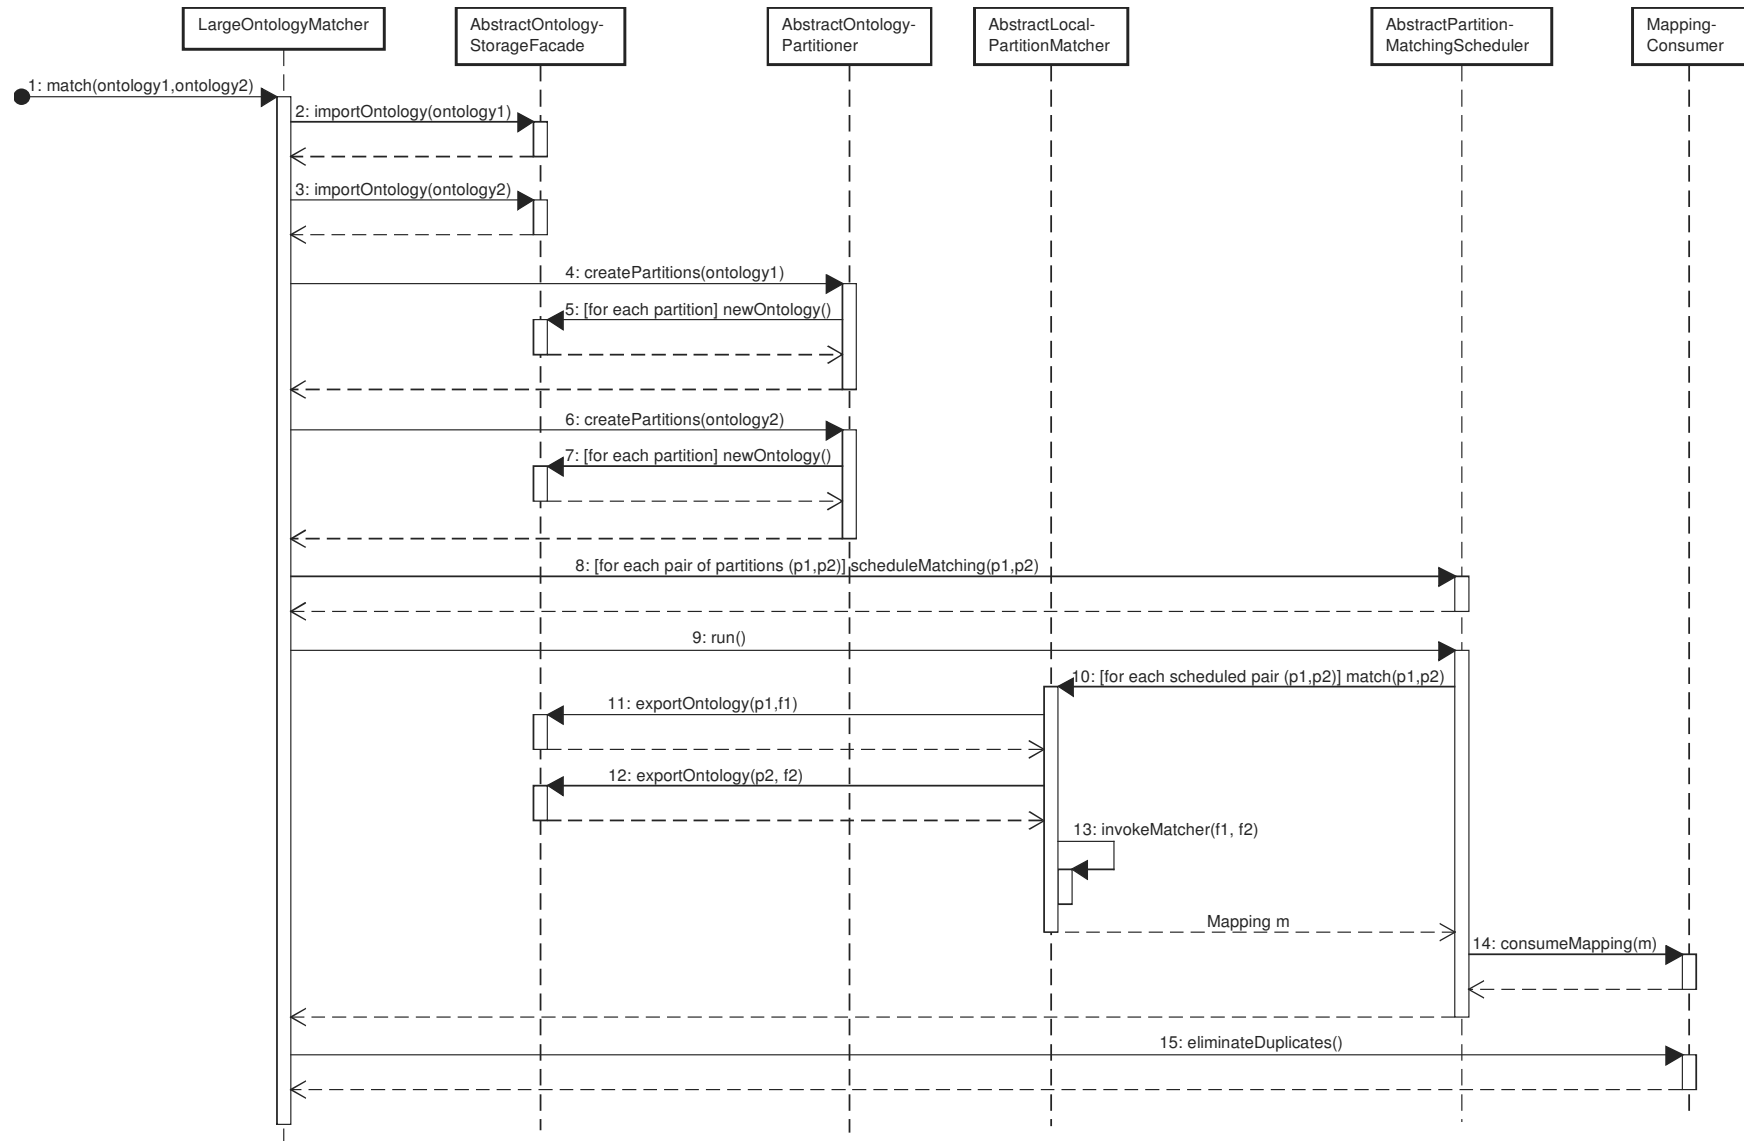 LargeOntologyMatcher
AbstractOntology-
StorageFacade
AbstractOntology-
Partitioner
AbstractLocal-
PartitionMatcher
AbstractPartition-
MatchingScheduler
Mapping-
Consumer
1: match(ontology1,ontology2)
2: importOntology(ontology1)
3: importOntology(ontology2)
4: createPartitions(ontology1)
5: [for each partition] newOntology()
6: createPartitions(ontology2)
7: [for each partition] newOntology()
8: [for each pair of partitions (p1,p2)] scheduleMatching(p1,p2)
9: run()
10: [for each scheduled pair (p1,p2)] match(p1,p2)
11: exportOntology(p1,f1)
12: exportOntology(p2, f2)
13: invokeMatcher(f1, f2)
Mapping m
14: consumeMapping(m)
15: eliminateDuplicates()